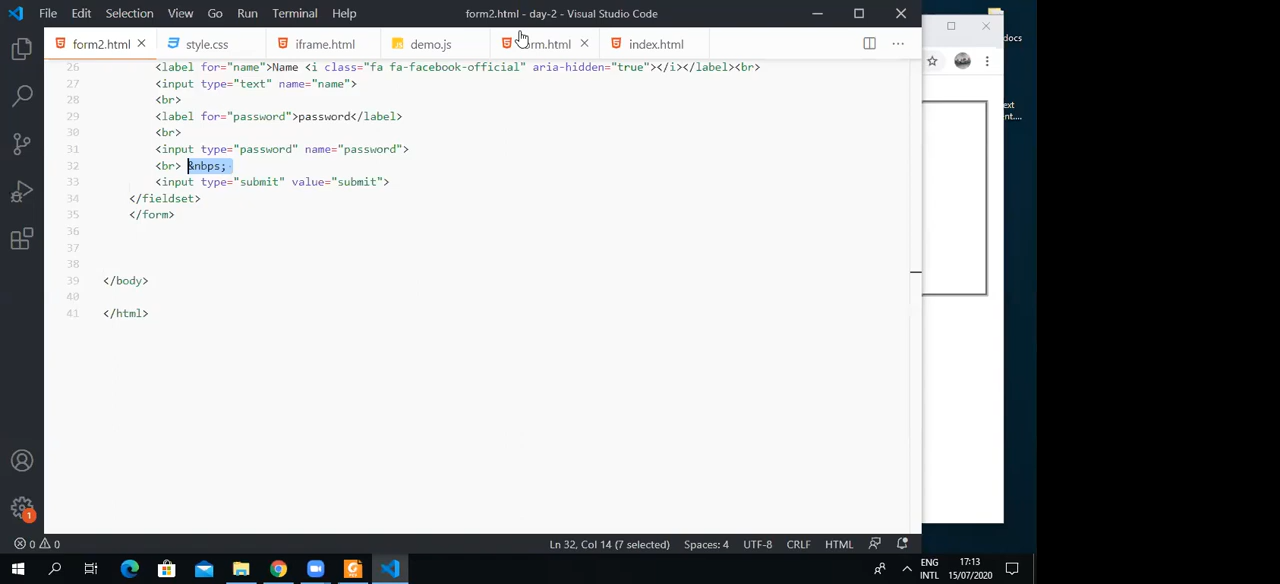 File Edit Selection View Go Run Terminal Help form2.html - day-2 - Visual Studio Code
form2.html style.css iframe.html demo.js index.html
26 <label for="name">Name <i class="fa fa-facebook-official" aria-hidden="true"></i></label><br>
27 <input type="text" name="name">
28 <br>
29 <label for="password">password</label>
30 <br>
31 <input type="password" name="password">
32 <br> &nbps;
33 <input type="submit" value="submit">
34 </fieldset>
35 </form>
36
37
38
39 </body>
40
41 </html>
docs
1
0 0 Ln 32, Col 14 (7 selected) Spaces: 4 UTF-8 CRLF HTML
ENG 17:13
INTL 15/07/2020